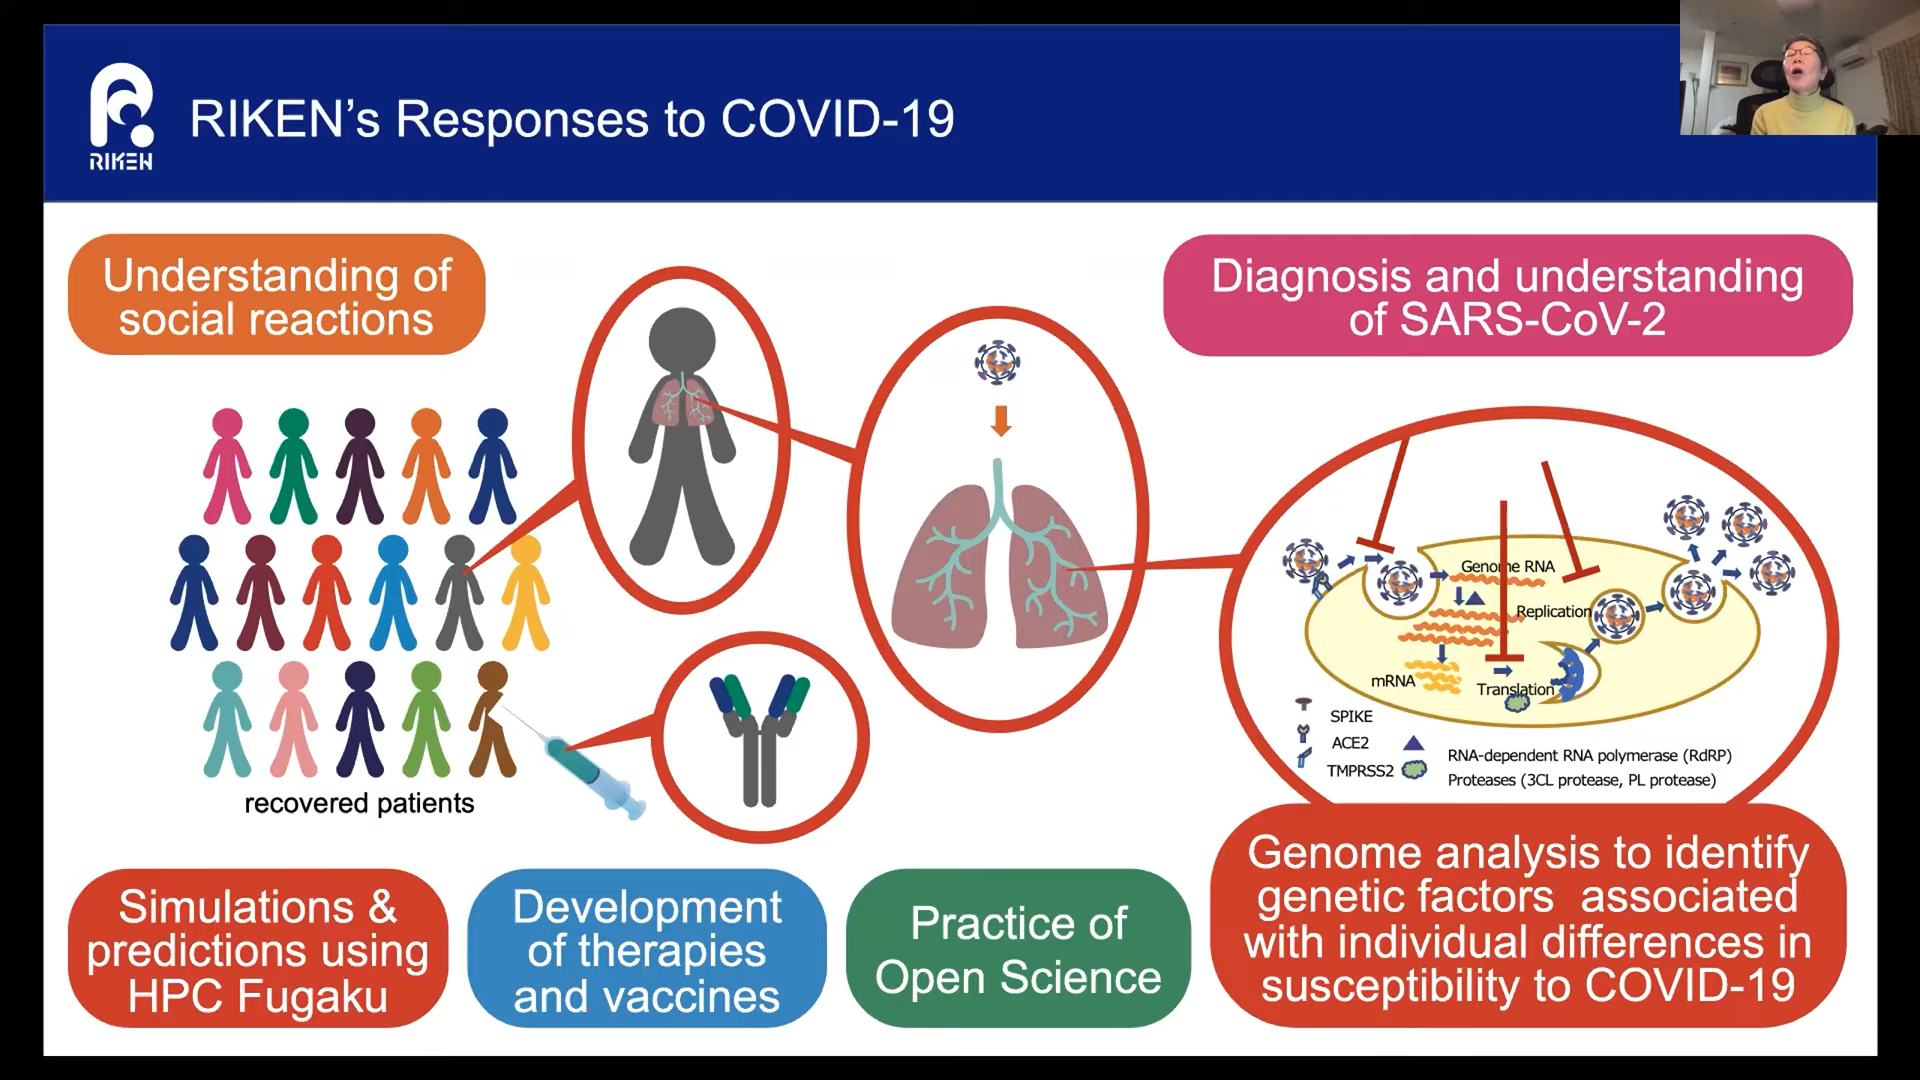 RIKEN
RIKEN's Responses to COVID-19
Understanding of
social reactions
Diagnosis and understanding
of SARS-CoV-2
Genome RNA
Replication
mRNA
Translation
SPIKE
ACE2
TMPRSS2
RNA-dependent RNA polymerase (RdRP)
Proteases (3CL protease, PL protease)
recovered patients
Simulations &
predictions using
HPC Fugaku
Development
of therapies
and vaccines
Practice of
Open Science
Genome analysis to identify
genetic factors associated
with individual differences in
susceptibility to COVID-19